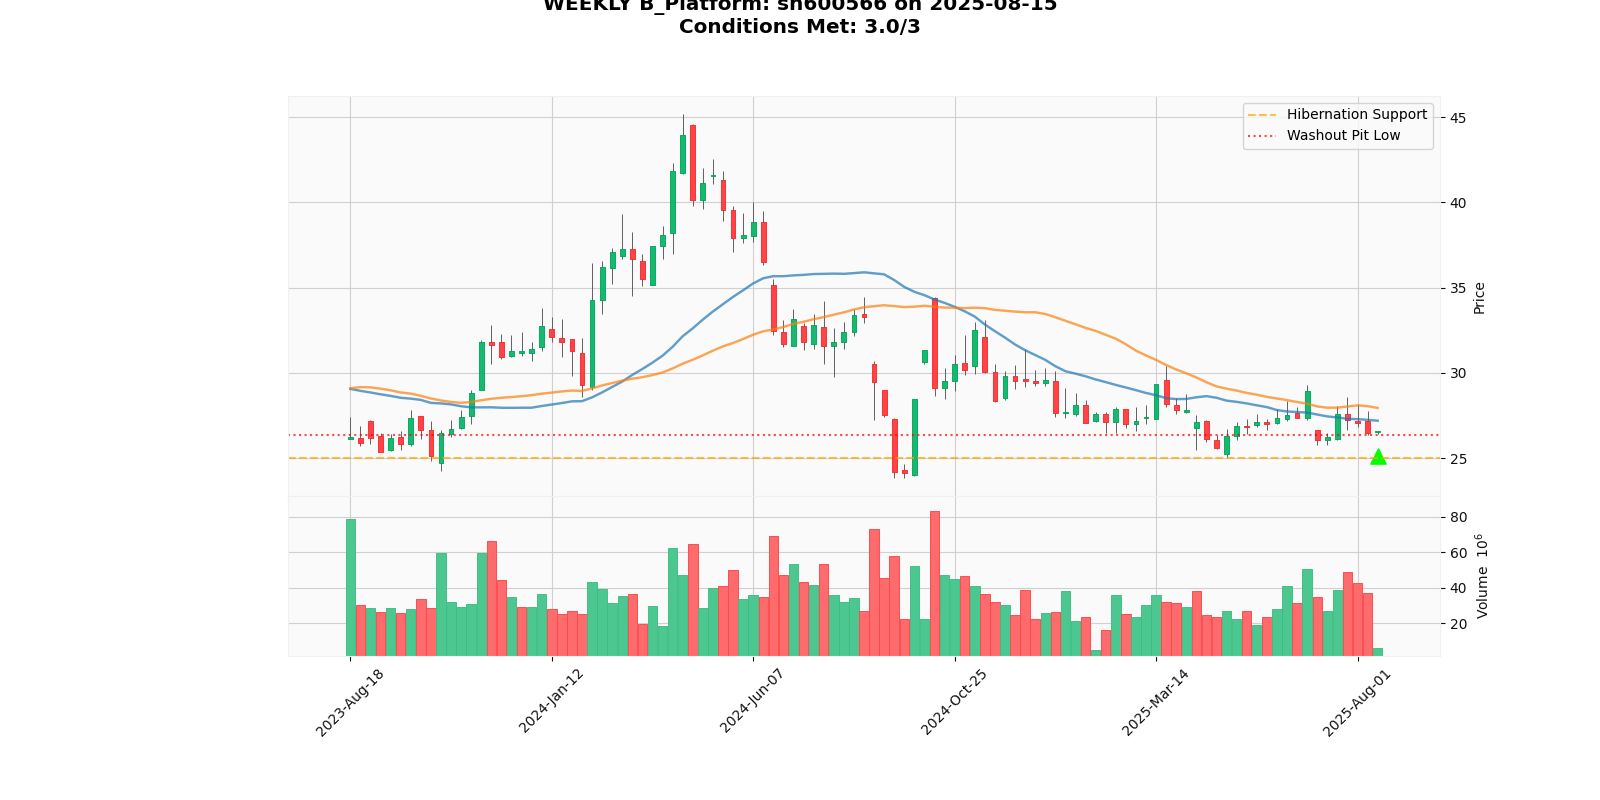 WEEKLY B_Platform: sh600566 on 2025-08-15
Conditions Met: 3.0/3
Hibernation Support
Washout Pit Low
45
40
35
30
25
Price
80
60
40
20
Volume 10⁶
2023-Aug-18
2024-Jan-12
2024-Jun-07
2024-Oct-25
2025-Mar-14
2025-Aug-01